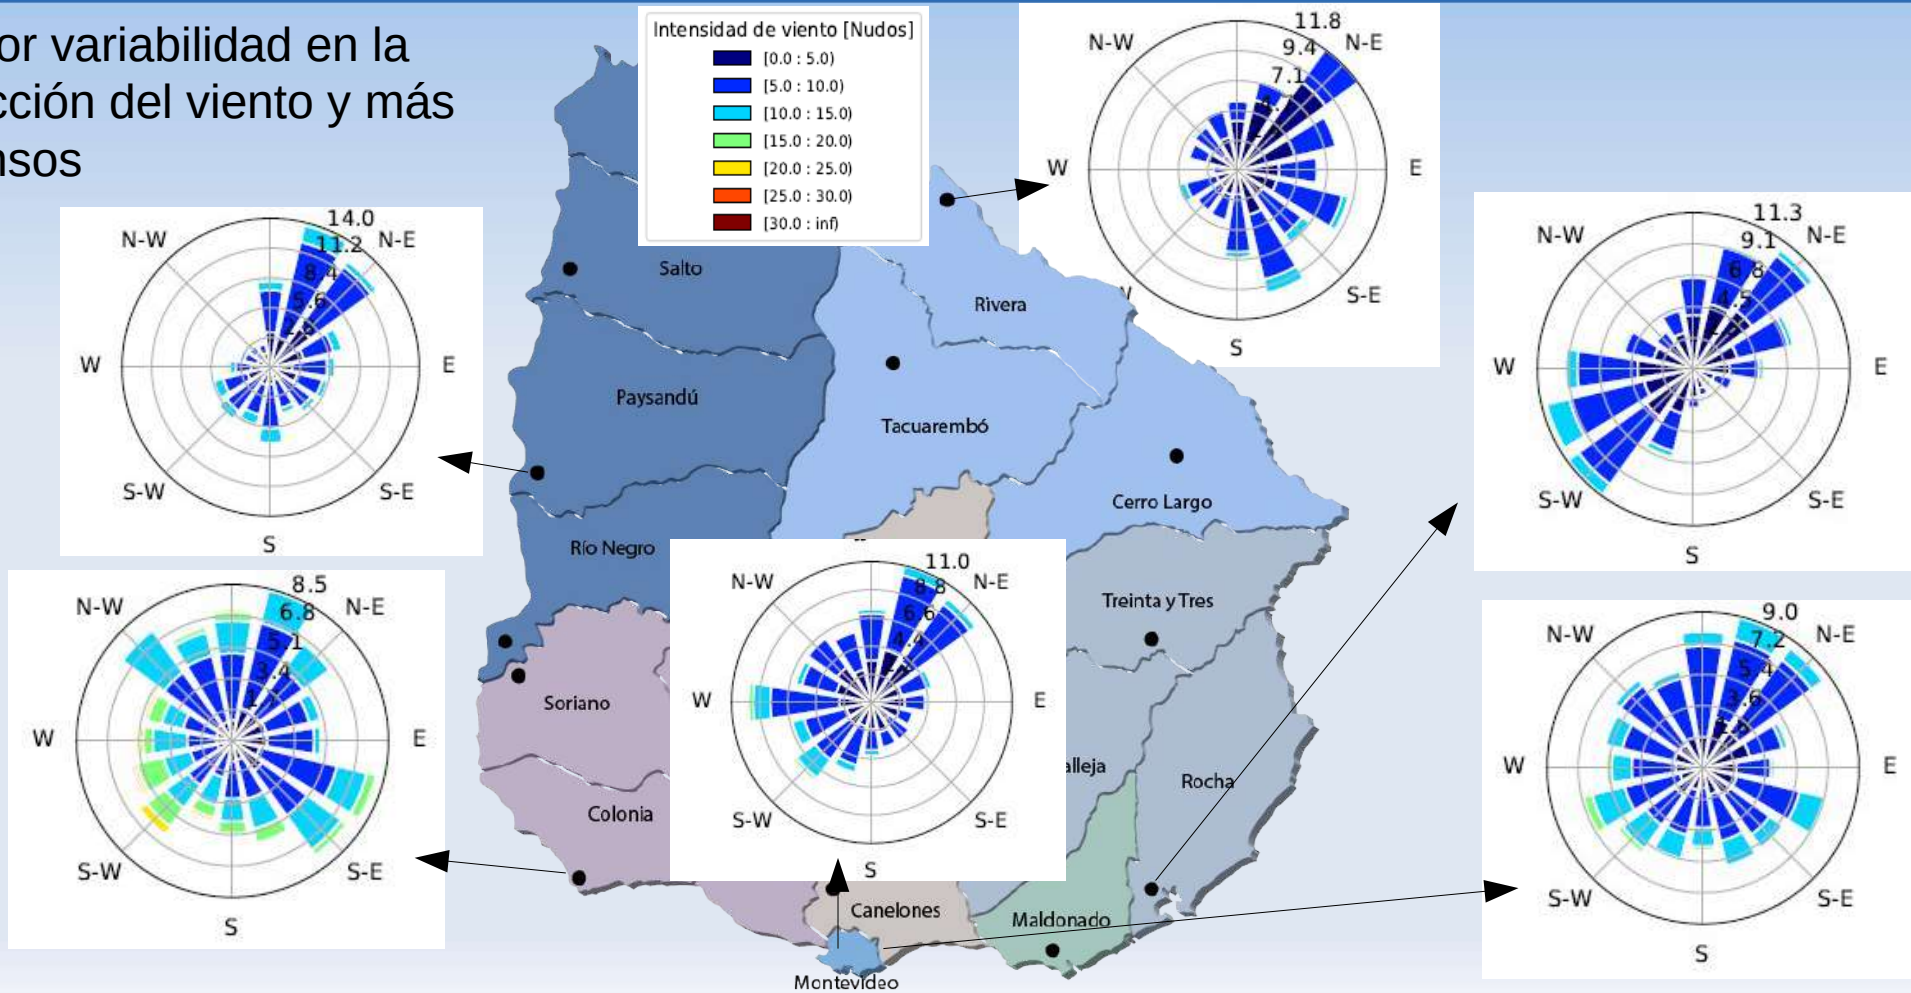 or variabilidad en la
cción del viento y más
nsos
Intensidad de viento [Nudos]
[0.0 : 5.0)
[5.0 : 10.0)
[10.0 : 15.0)
[15.0 : 20.0)
[20.0 : 25.0)
[25.0 : 30.0)
[30.0 : inf)
11.8
9.4
7.1
N-W
N-E
W
E
S-E
S
14.0
11.2
8.4
5.6
N-W
N-E
W
E
S-W
S-E
S
11.3
9.1
6.8
4.5
N-W
N-E
W
E
S-W
S-E
S
8.5
6.8
5.1
3.4
1.7
N-W
N-E
W
E
S-W
S-E
S
11.0
8.8
6.6
4.4
N-W
N-E
W
E
S-W
S-E
S
9.0
7.2
5.4
3.6
N-W
N-E
W
E
S-W
S-E
S
Salto
Rivera
Paysandú
Tacuarembó
Cerro Largo
Río Negro
Treinta y Tres
Soriano
alleja
Rocha
Colonia
Canelones
Maldonado
Montevideo